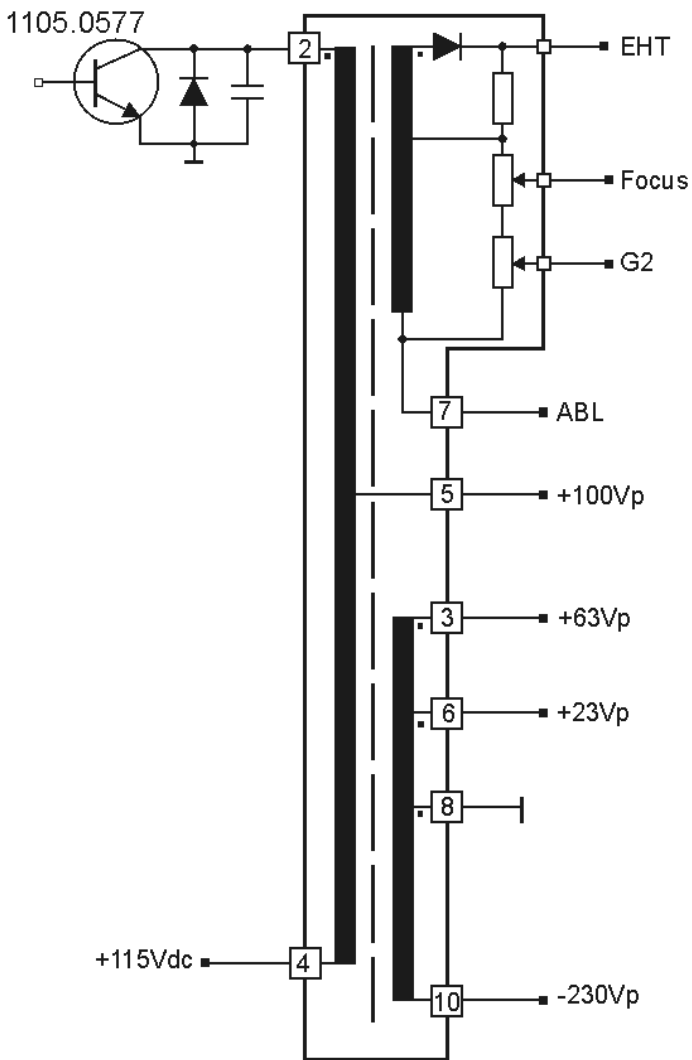 1105.0577
2
EHT
Focus
G2
7
ABL
5
+100Vp
3
+63Vp
6
+23Vp
8
4
+115Vdc
10
-230Vp